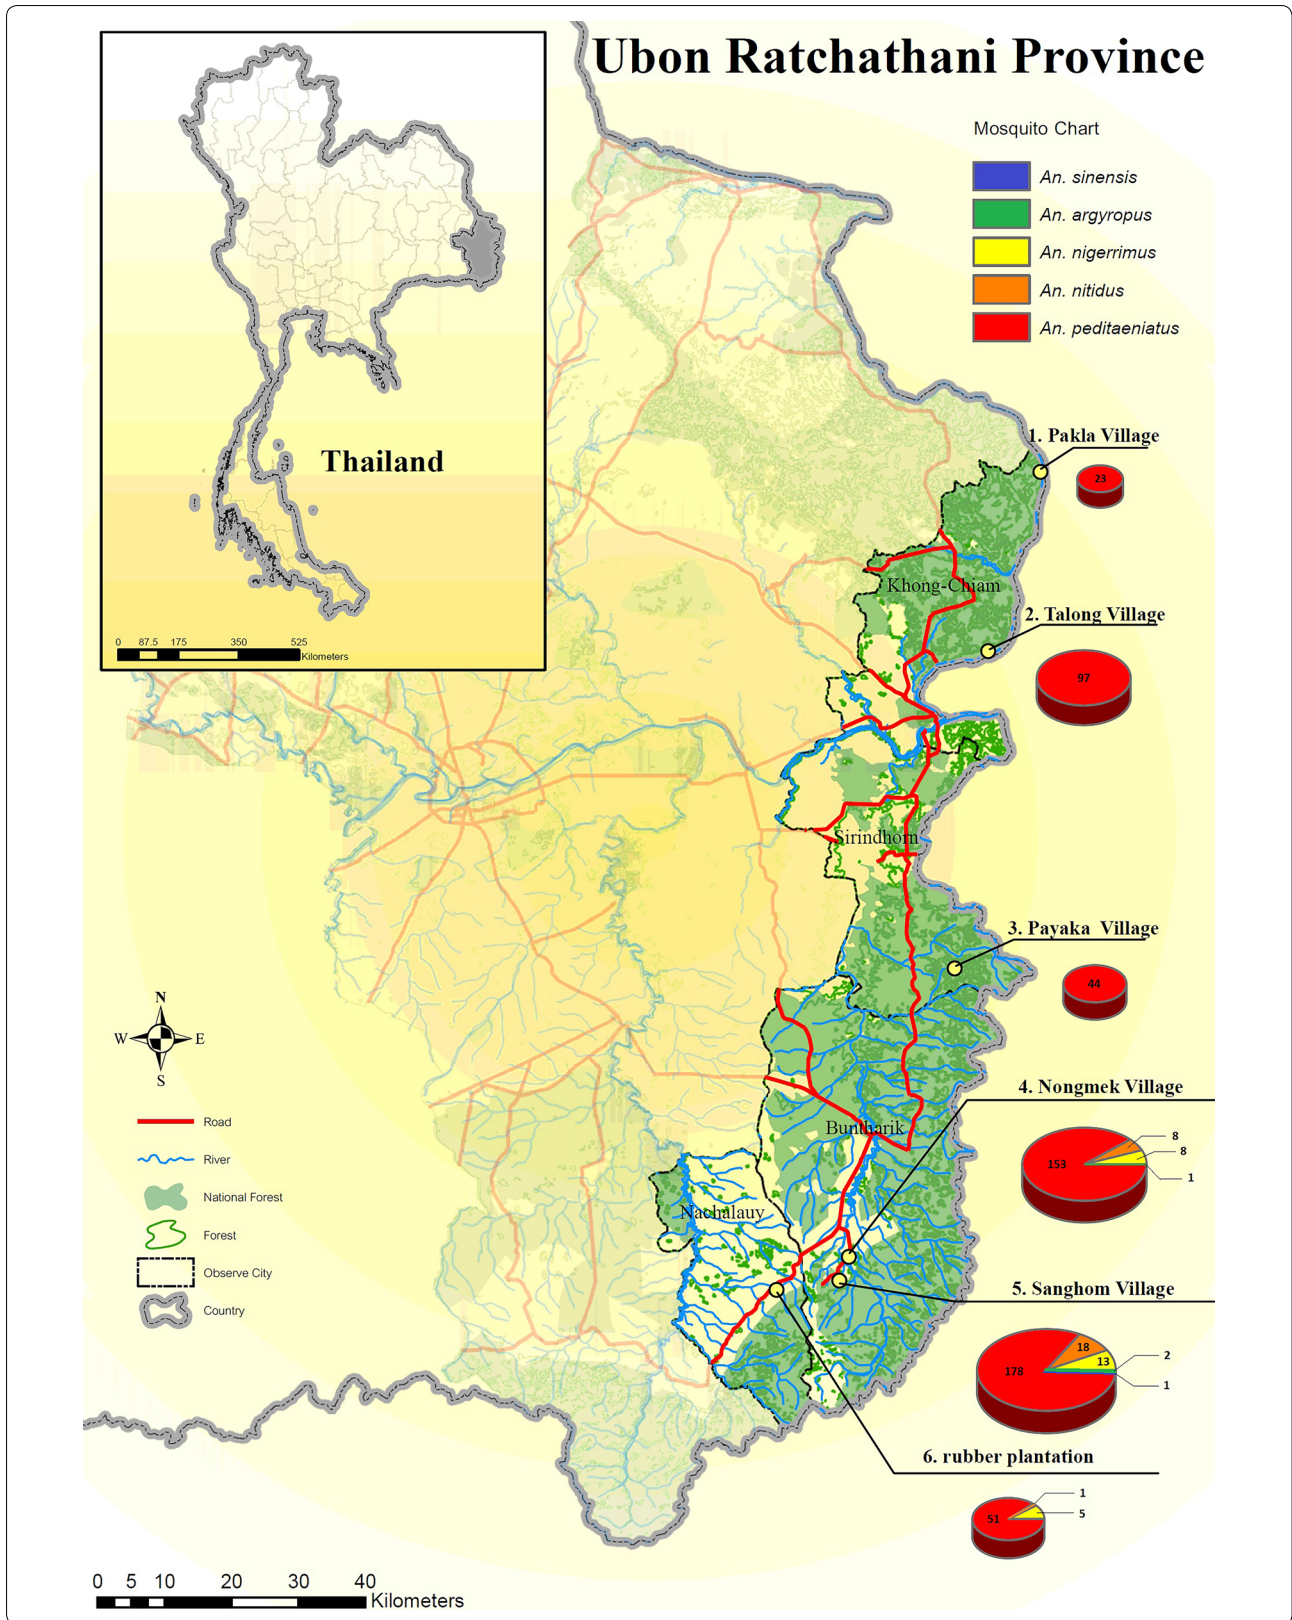 Ubon Ratchathani Province
Mosquito Chart
An. sinensis
An. argyropus
An. nigerrimus
An. nitidus
An. peditaeniatus
Thailand
0 87.5 175 350 525
Kilometers
1. Pakla Village
23
Khong-Chiam
2. Talong Village
97
Sirindhorn
3. Payaka Village
44
N
W E
S
4. Nongmek Village
Buntharik
153
8
8
1
Nachalauy
Road
River
National Forest
Forest
Observe City
Country
5. Sanghom Village
178
18
13
2
1
6. rubber plantation
51
1
5
0 5 10 20 30 40
Kilometers